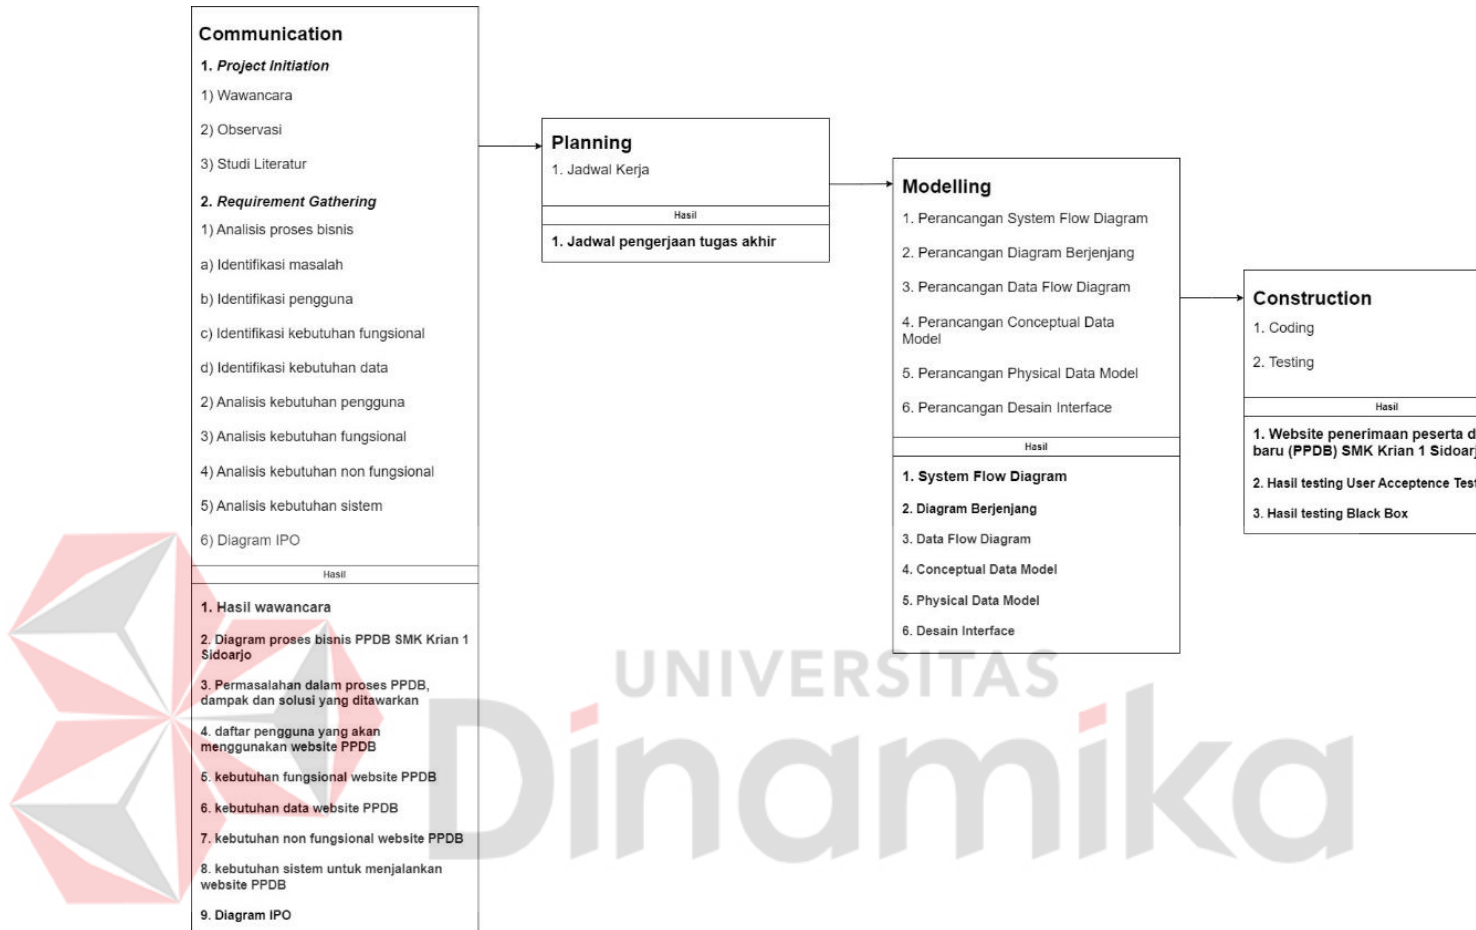 Communication
1. Project Initiation
1) Wawancara
2) Observasi
3) Studi Literatur
2. Requirement Gathering
1) Analisis proses bisnis
a) Identifikasi masalah
b) Identifikasi pengguna
c) Identifikasi kebutuhan fungsional
d) Identifikasi kebutuhan data
2) Analisis kebutuhan pengguna
3) Analisis kebutuhan fungsional
4) Analisis kebutuhan non fungsional
5) Analisis kebutuhan sistem
6) Diagram IPO
Hasil
1. Hasil wawancara
2. Diagram proses bisnis PPDB SMK Krian 1
Sidoarjo
3. Permasalahan dalam proses PPDB,
dampak dan solusi yang ditawarkan
4. daftar pengguna yang akan
menggunakan website PPDB
5. kebutuhan fungsional website PPDB
6. kebutuhan data website PPDB
7. kebutuhan non fungsional website PPDB
8. kebutuhan sistem untuk menjalankan
website PPDB
9. Diagram IPO
Planning
1. Jadwal Kerja
Hasil
1. Jadwal pengerjaan tugas akhir
Modelling
1. Perancangan System Flow Diagram
2. Perancangan Diagram Berjenjang
3. Perancangan Data Flow Diagram
4. Perancangan Conceptual Data
Model
5. Perancangan Physical Data Model
6. Perancangan Desain Interface
Hasil
1. System Flow Diagram
2. Diagram Berjenjang
3. Data Flow Diagram
4. Conceptual Data Model
5. Physical Data Model
6. Desain Interface
Construction
1. Coding
2. Testing
Hasil
1. Website penerimaan peserta
baru (PPDB) SMK Krian 1
2. Hasil testing User Acceptence
3. Hasil testing Black Box
UNIVERSITAS
Dinamika